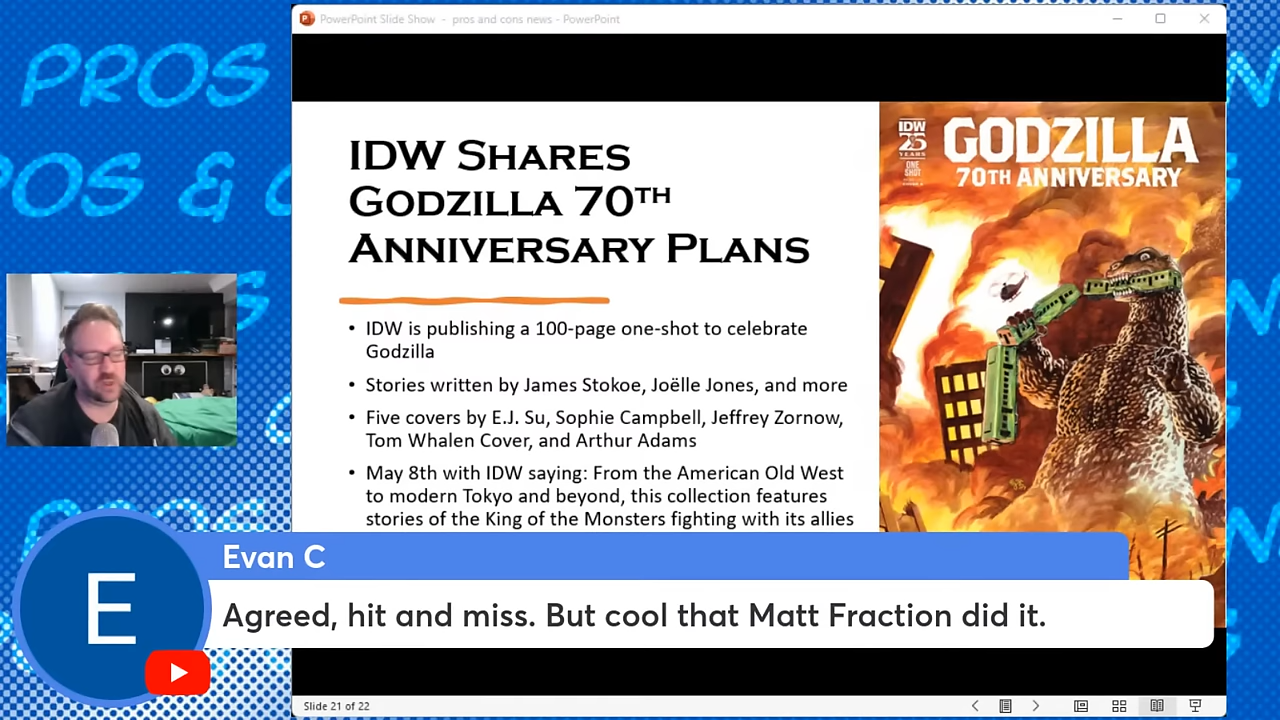 PowerPoint Slide Show - pros and cons news - PowerPoint
PROS
OS & C
IDW SHARES
GODZILLA 70TH
ANNIVERSARY PLANS
• IDW is publishing a 100-page one-shot to celebrate
Godzilla
• Stories written by James Stokoe, Joëlle Jones, and more
• Five covers by E.J. Su, Sophie Campbell, Jeffrey Zornow,
Tom Whalen Cover, and Arthur Adams
• May 8th with IDW saying: From the American Old West
to modern Tokyo and beyond, this collection features
stories of the King of the Monsters fighting with its allies
IDW
25
YEARS
ONE
SHOT
GODZILLA
70TH ANNIVERSARY
E
Evan C
Agreed, hit and miss. But cool that Matt Fraction did it.
Slide 21 of 22